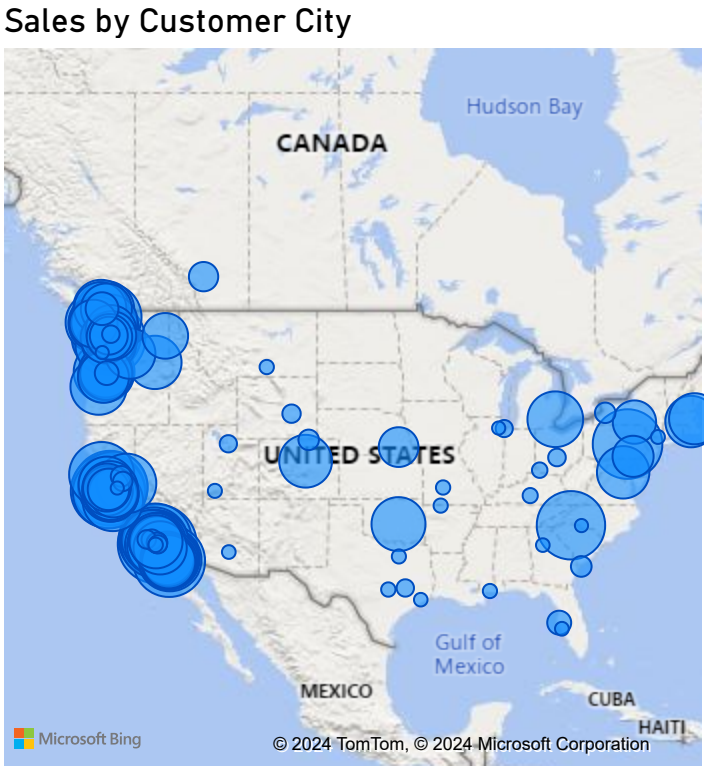 Sales by Customer City
Hudson Bay
CANADA
UNITED STATES
Gulf of
Mexico
MEXICO
CUBA
HAITI
Microsoft Bing
© 2024 TomTom, © 2024 Microsoft Corporation